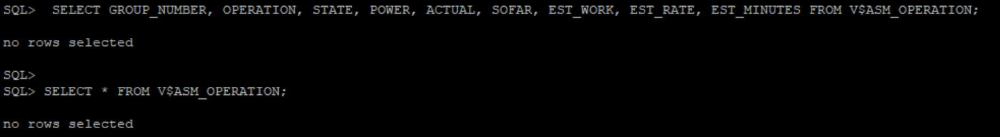 SQL>  SELECT GROUP_NUMBER, OPERATION, STATE, POWER, ACTUAL, SOFAR, EST_WORK, EST_RATE, EST_MINUTES FROM V$ASM_OPERATION;
no rows selected
SQL>
SQL> SELECT * FROM V$ASM_OPERATION;
no rows selected